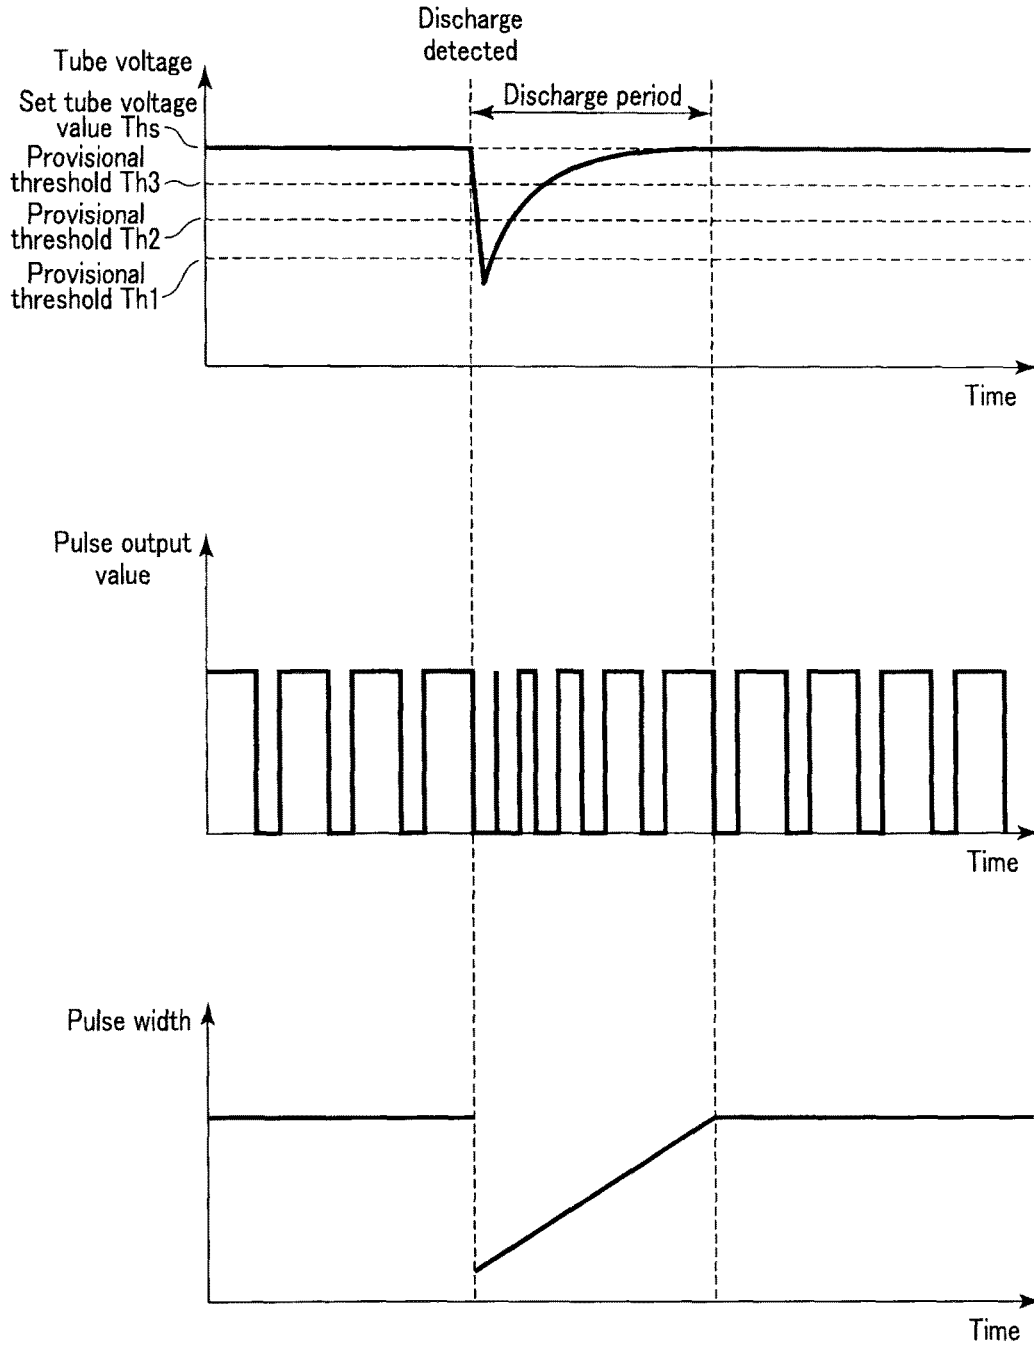 Discharge
detected
Tube voltage
Discharge period
Set tube voltage
value Ths
Provisional
threshold Th3
Provisional
threshold Th2
Provisional
threshold Th1
Time
Pulse output
value
Time
Pulse width
Time